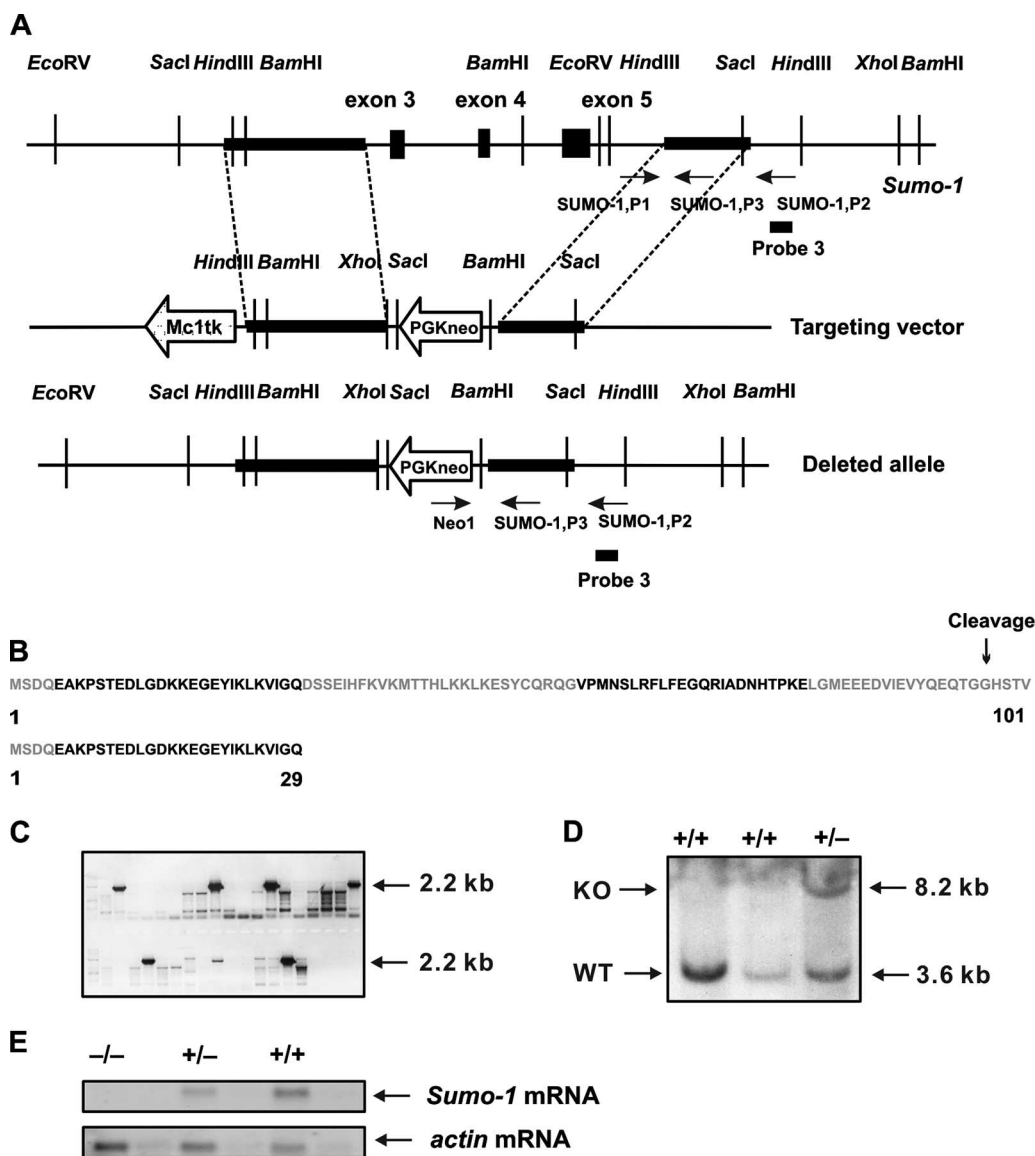 A
EcoRV SacI HindIII BamHI BamHI EcoRV HindIII SacI HindIII XhoI BamHI
exon 3 exon 4 exon 5
Sumo-1
SUMO-1,P1 SUMO-1,P3 SUMO-1,P2
Probe 3
HindIII BamHI XhoI SacI BamHI SacI
Mc1tk PGKneo Targeting vector
EcoRV SacI HindIII BamHI XhoI SacI BamHI SacI HindIII XhoI BamHI
PGKneo Deleted allele
Neo1 SUMO-1,P3 SUMO-1,P2
Probe 3
Cleavage
B
MSDQEAKPSTEDLGDKKEGEYIKLKVIGQDSSEIHFKVKMTTHLKKLKESYCQRQGVPMNSLRFLFEGQRIADNHTPKELGMEEEDVIEVYQEQTGGHSTV
1 101
MSDQEAKPSTEDLGDKKEGEYIKLKVIGQ
1 29
C
2.2 kb
2.2 kb
D
+/+ +/+ +/–
KO 8.2 kb
WT 3.6 kb
E
–/– +/– +/+
Sumo-1 mRNA
actin mRNA